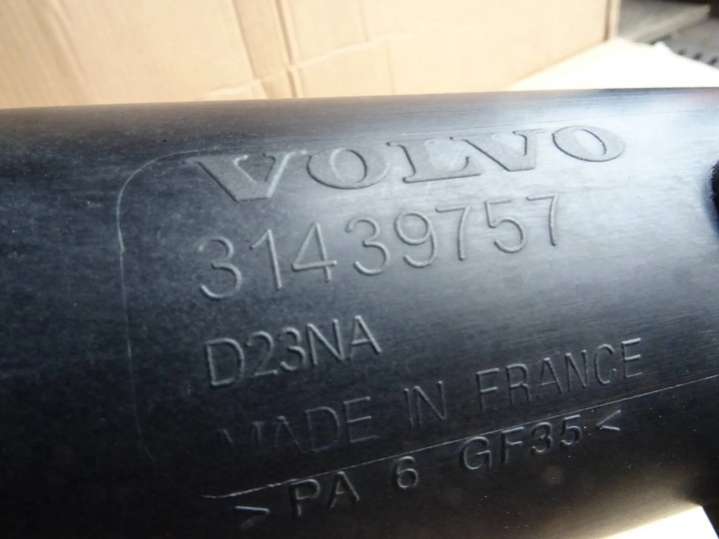 VOLVO
31439757
D23NA
MADE IN FRANCE
>PA 6 GF35<